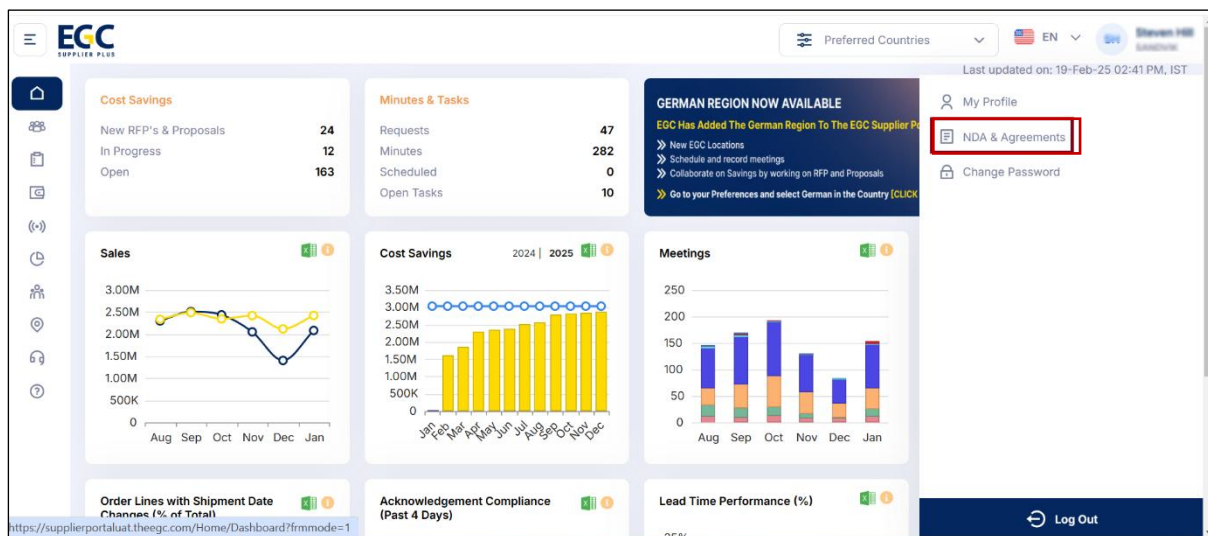 EGC
SUPPLIER PLUS
Preferred Countries
EN
Last updated on: 19-Feb-25 02:41 PM, IST
My Profile
NDA & Agreements
Change Password
Log Out
Cost Savings
New RFP's & Proposals 24
In Progress 12
Open 163
Minutes & Tasks
Requests 47
Minutes 282
Scheduled 0
Open Tasks 10
GERMAN REGION NOW AVAILABLE
EGC Has Added The German Region To The EGC Supplier Po
New EGC Locations
Schedule and record meetings
Collaborate on Savings by working on RFP and Proposals
Go to your Preferences and select German in the Country [CLICK
Sales
3.00M
2.50M
2.00M
1.50M
1.00M
500K
0
Aug Sep Oct Nov Dec Jan
Cost Savings 2024 | 2025
3.50M
3.00M
2.50M
2.00M
1.50M
1.00M
500K
0
Jan Feb Mar Apr May Jun Jul Aug Sep Oct Nov Dec
Meetings
250
200
150
100
50
0
Aug Sep Oct Nov Dec Jan
Order Lines with Shipment Date
Changes (% of Total)
Acknowledgement Compliance
(Past 4 Days)
Lead Time Performance (%)
25%
https://supplierportaluat.theegc.com/Home/Dashboard?frmmode=1